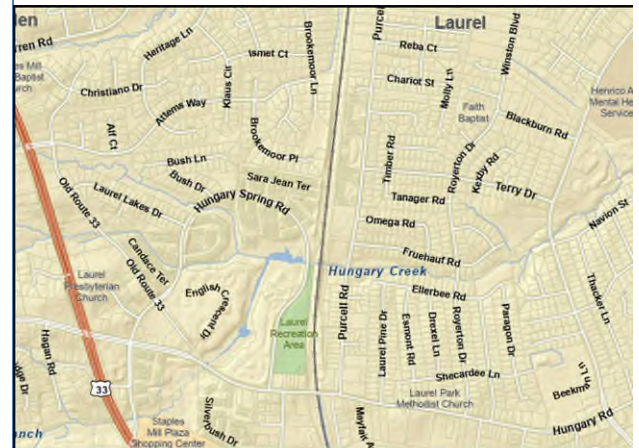 Laurel
Heritage Ln
Ismet Ct
Brookemoor Ln
Reba Ct
Winston Blvd
Christiano Dr
Klaus Cir
Chariot St
Molly Ln
Attems Way
Faith
Baptist
Blackburn Rd
Alf Ct
Brookemoor Pl
Timber Rd
Royerton Dr
Kexby Rd
Bush Ln
Bush Dr
Sara Jean Ter
Terry Dr
Old Route 33
Laurel Lakes Dr
Hungary Spring Rd
Tanager Rd
Navion St
Omega Rd
Candace Ter
Fruehauf Rd
Old Route 33
Hungary Creek
Laurel
Presbyterian
Church
English
Crescent Dr
Ellerbee Rd
Thacker Ln
Laurel
Recreation
Area
Purcell Rd
Laurel Pine Dr
Esmont Rd
Drexel Ln
Royerton Dr
Paragon Dr
Hagan Rd
Shecardee Ln
33
Laurel Park
Methodist Church
Hungary Rd
Staples
Mill Plaza
Shopping Center
Silverbush Dr